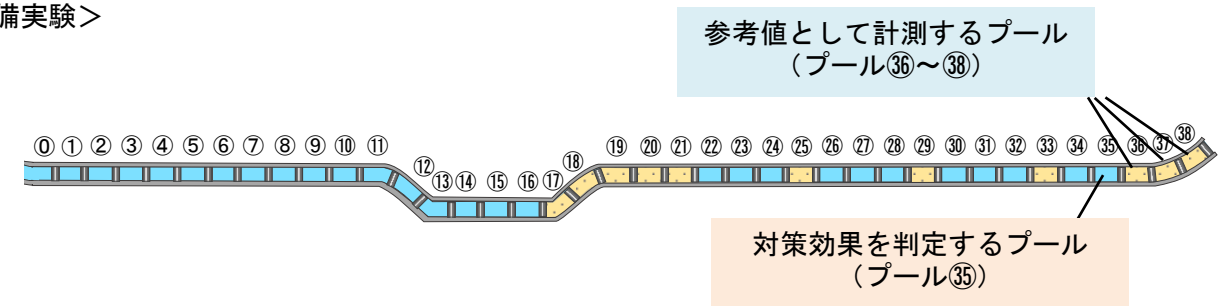 備実験＞
参考値として計測するプール
（プール㊱～㊳）
⓪ ① ② ③ ④ ⑤ ⑥ ⑦ ⑧ ⑨ ⑩ ⑪ ⑫ ⑬ ⑭ ⑮ ⑯ ⑰ ⑱ ⑲ ⑳ ㉑ ㉒ ㉓ ㉔ ㉕ ㉖ ㉗ ㉘ ㉙ ㉚ ㉛ ㉜ ㉝ ㉞ ㉟ ㊱ ㊲ ㊳
対策効果を判定するプール
（プール㉟）